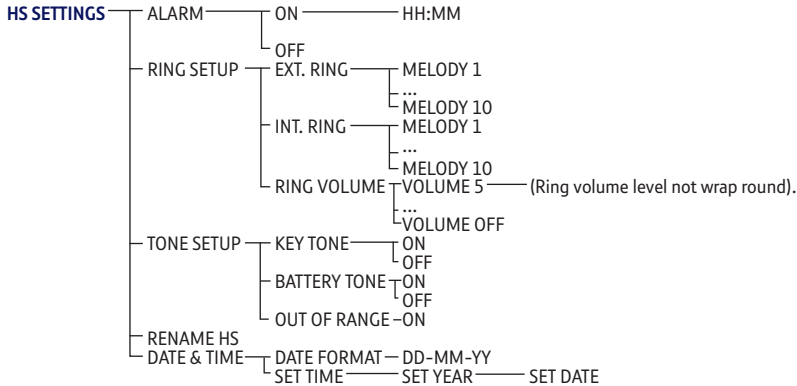 HS SETTINGS ALARM ON HH:MM
OFF
RING SETUP EXT. RING MELODY 1
...
MELODY 10
INT. RING MELODY 1
...
MELODY 10
RING VOLUME VOLUME 5 (Ring volume level not wrap round).
...
VOLUME OFF
TONE SETUP KEY TONE ON
OFF
BATTERY TONE ON
OFF
OUT OF RANGE ON
RENAME HS
DATE & TIME DATE FORMAT DD-MM-YY
SET TIME SET YEAR SET DATE